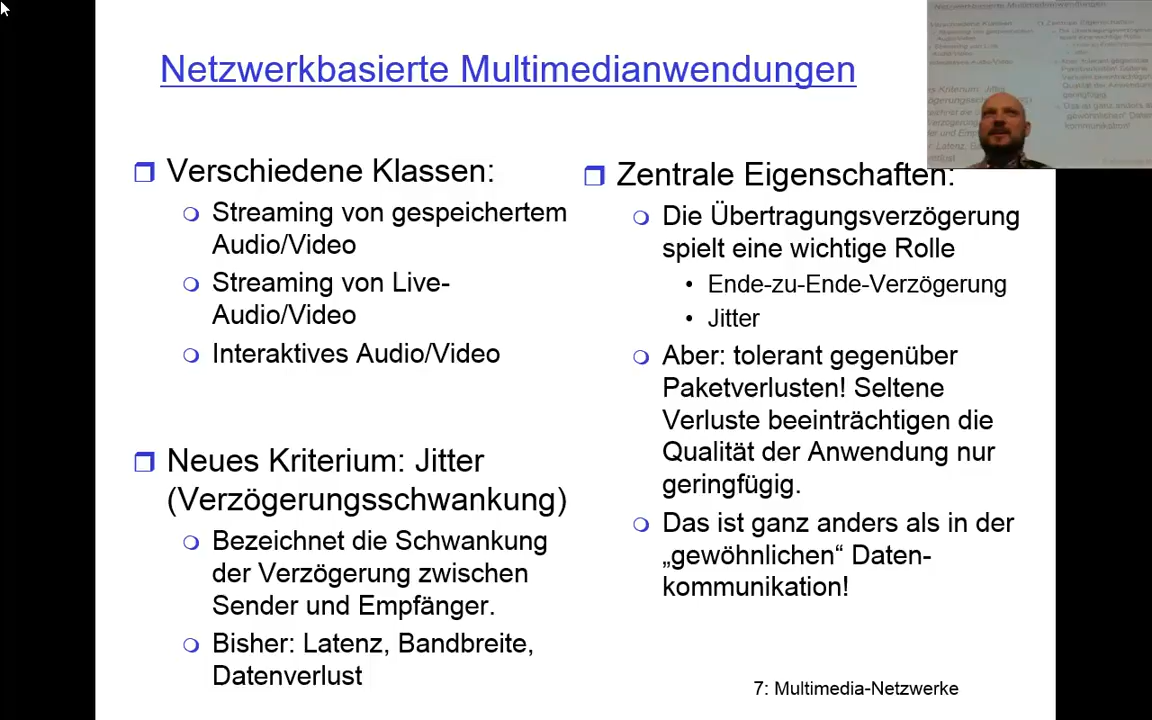 Netzwerkbasierte Multimedianwendungen
Verschiedene Klassen:
Streaming von gespeichertem
Audio/Video
Streaming von Live-
Audio/Video
Interaktives Audio/Video
Neues Kriterium: Jitter
(Verzögerungsschwankung)
Bezeichnet die Schwankung
der Verzögerung zwischen
Sender und Empfänger.
Bisher: Latenz, Bandbreite,
Datenverlust
Zentrale Eigenschaften:
Die Übertragungsverzögerung
spielt eine wichtige Rolle
• Ende-zu-Ende-Verzögerung
• Jitter
Aber: tolerant gegenüber
Paketverlusten! Seltene
Verluste beeinträchtigen die
Qualität der Anwendung nur
geringfügig.
Das ist ganz anders als in der
„gewöhnlichen“ Daten-
kommunikation!
7: Multimedia-Netzwerke